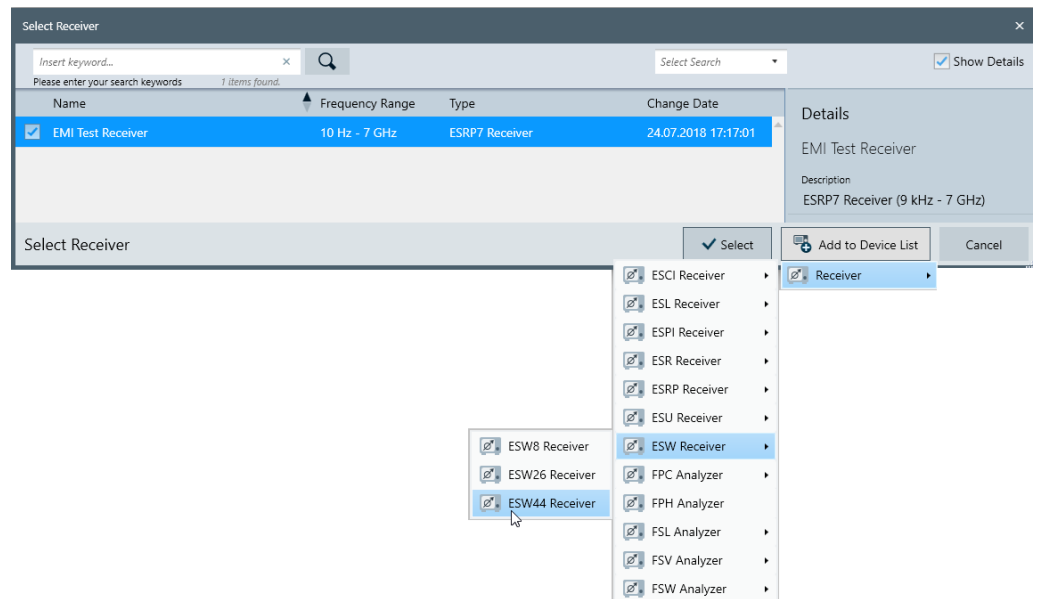 Select Receiver
Insert keyword...
Select Search
Show Details
Please enter your search keywords 1 items found.
Name Frequency Range Type Change Date
EMI Test Receiver 10 Hz - 7 GHz ESRP7 Receiver 24.07.2018 17:17:01
Details
EMI Test Receiver
Description
ESRP7 Receiver (9 kHz - 7 GHz)
Select Receiver
Select
Add to Device List
Cancel
Receiver
ESCI Receiver
ESL Receiver
ESPI Receiver
ESR Receiver
ESRP Receiver
ESU Receiver
ESW Receiver
FPC Analyzer
FPH Analyzer
FSL Analyzer
FSV Analyzer
FSW Analyzer
ESW8 Receiver
ESW26 Receiver
ESW44 Receiver